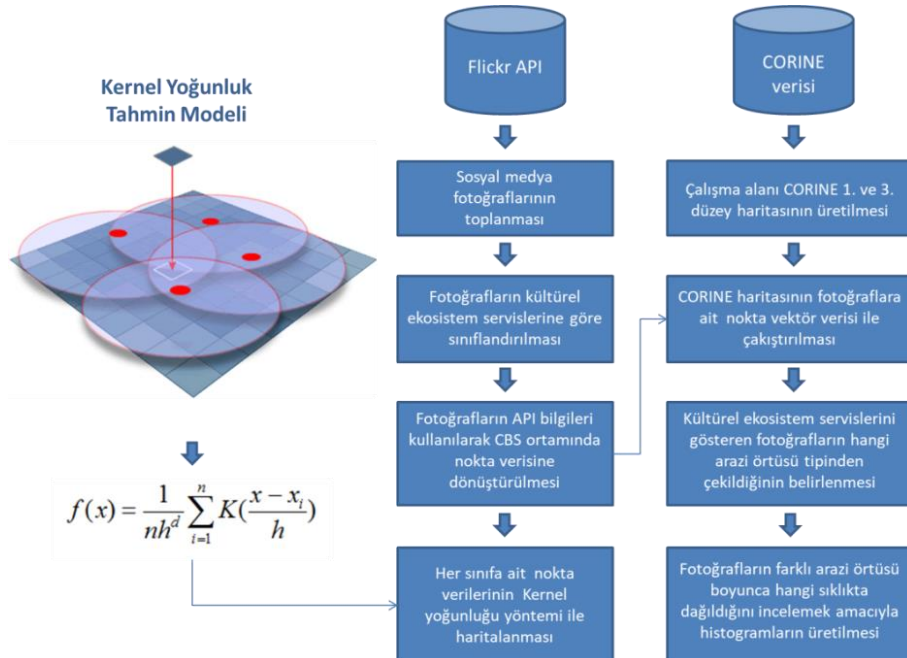 Kernel Yoğunluk
Tahmin Modeli
f(x) = \frac{1}{nh^d} \sum_{i=1}^{n} K(\frac{x - x_i}{h})
Flickr API
Sosyal medya
fotoğraflarının
toplanması
Fotoğrafların kültürel
ekosistem servislerine göre
sınıflandırılması
Fotoğrafların API bilgileri
kullanılarak CBS ortamında
nokta verisine
dönüştürülmesi
Her sınıfa ait nokta
verilerinin Kernel
yoğunluğu yöntemi ile
haritalanması
CORINE
verisi
Çalışma alanı CORINE 1. ve 3.
düzey haritasının üretilmesi
CORINE haritasının fotoğraflara
ait nokta vektör verisi ile
çakıştırılması
Kültürel ekosistem servislerini
gösteren fotoğrafların hangi
arazi örtüsü tipinden
çekildiğinin belirlenmesi
Fotoğrafların farklı arazi örtüsü
boyunca hangi sıklıkta
dağıldığını incelemek amacıyla
histogramların üretilmesi